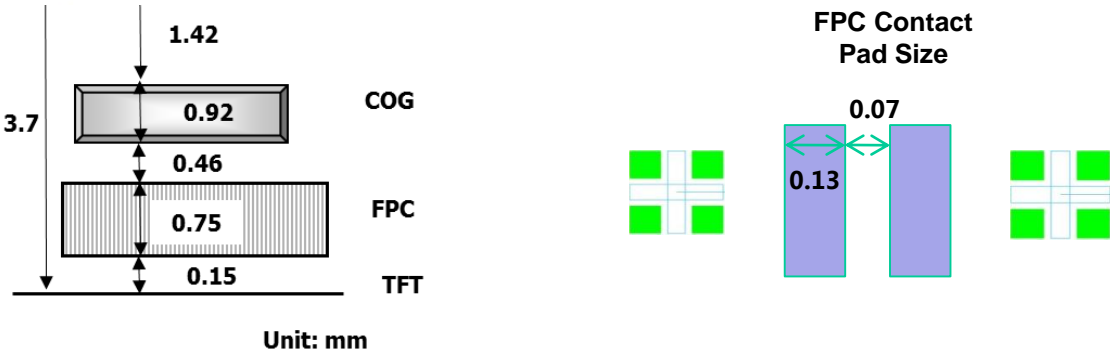 1.42
COG
0.92
3.7
0.46
FPC
0.75
0.15
TFT
Unit: mm
FPC Contact
Pad Size
0.07
0.13